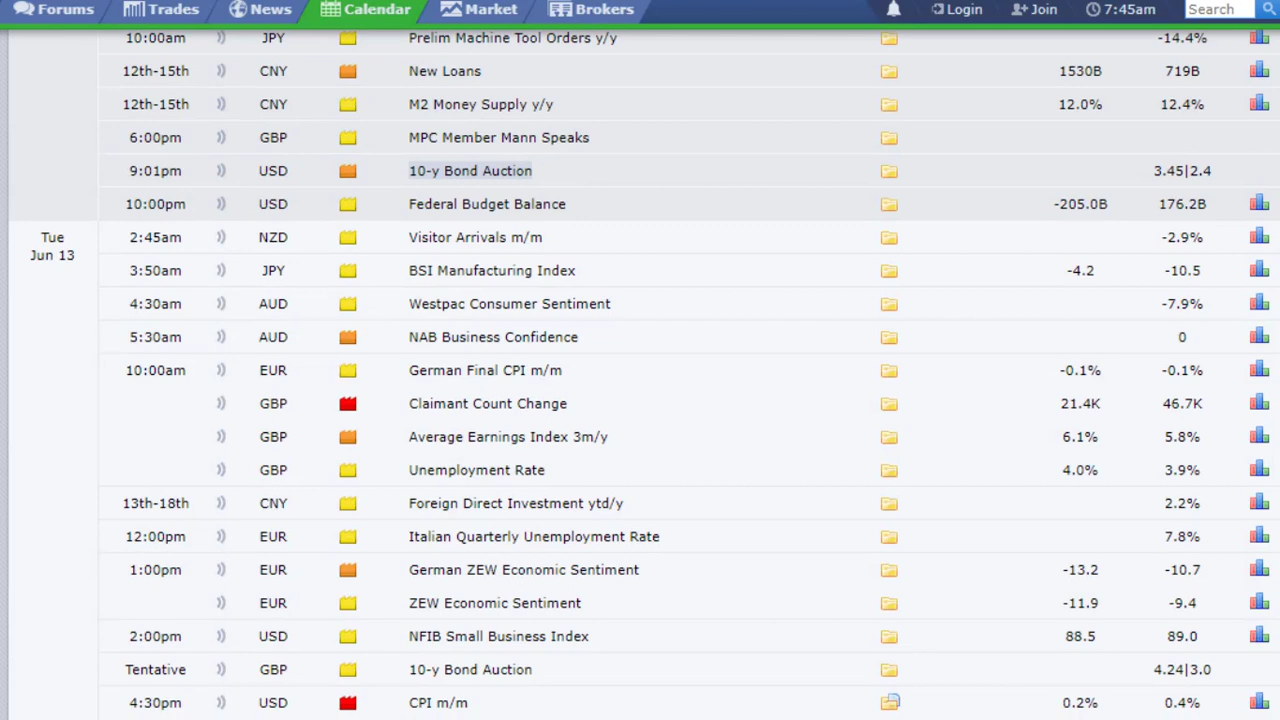 Forums Trades News Calendar Market Brokers Login Join 7:45am Search
10:00am JPY Prelim Machine Tool Orders y/y -14.4%
12th-15th CNY New Loans 1530B 719B
12th-15th CNY M2 Money Supply y/y 12.0% 12.4%
6:00pm GBP MPC Member Mann Speaks
9:01pm USD 10-y Bond Auction 3.45|2.4
10:00pm USD Federal Budget Balance -205.0B 176.2B
Tue
Jun 13
2:45am NZD Visitor Arrivals m/m -2.9%
3:50am JPY BSI Manufacturing Index -4.2 -10.5
4:30am AUD Westpac Consumer Sentiment -7.9%
5:30am AUD NAB Business Confidence 0
10:00am EUR German Final CPI m/m -0.1% -0.1%
GBP Claimant Count Change 21.4K 46.7K
GBP Average Earnings Index 3m/y 6.1% 5.8%
GBP Unemployment Rate 4.0% 3.9%
13th-18th CNY Foreign Direct Investment ytd/y 2.2%
12:00pm EUR Italian Quarterly Unemployment Rate 7.8%
1:00pm EUR German ZEW Economic Sentiment -13.2 -10.7
EUR ZEW Economic Sentiment -11.9 -9.4
2:00pm USD NFIB Small Business Index 88.5 89.0
Tentative GBP 10-y Bond Auction 4.24|3.0
4:30pm USD CPI m/m 0.2% 0.4%